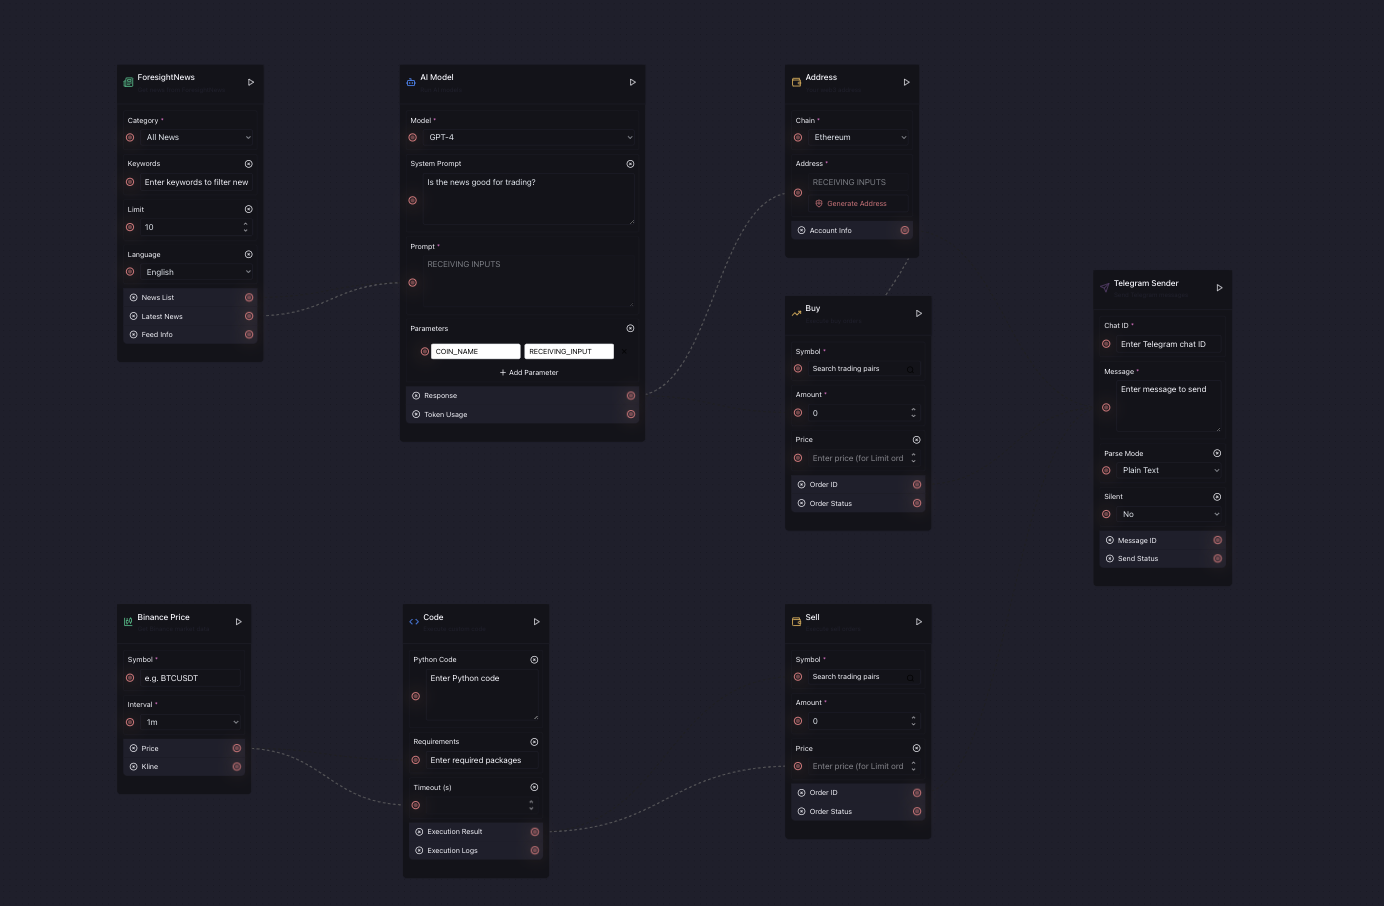 ForesightNews
Category *
All News
Keywords
Enter keywords to filter new
Limit
10
Language
English
News List
Latest News
Feed Info
AI Model
Model *
GPT-4
System Prompt
Is the news good for trading?
Prompt *
RECEIVING INPUTS
Parameters
COIN_NAME
RECEIVING_INPUT
+ Add Parameter
Response
Token Usage
Address
Chain *
Ethereum
Address *
RECEIVING INPUTS
Generate Address
Account Info
Buy
Symbol *
Search trading pairs
Amount *
0
Price
Enter price (for Limit ord
Order ID
Order Status
Telegram Sender
Chat ID *
Enter Telegram chat ID
Message *
Enter message to send
Parse Mode
Plain Text
Silent
No
Message ID
Send Status
Binance Price
Symbol *
e.g. BTCUSDT
Interval *
1m
Price
Kline
Code
Python Code
Enter Python code
Requirements
Enter required packages
Timeout (s)
Execution Result
Execution Logs
Sell
Symbol *
Search trading pairs
Amount *
0
Price
Enter price (for Limit ord
Order ID
Order Status